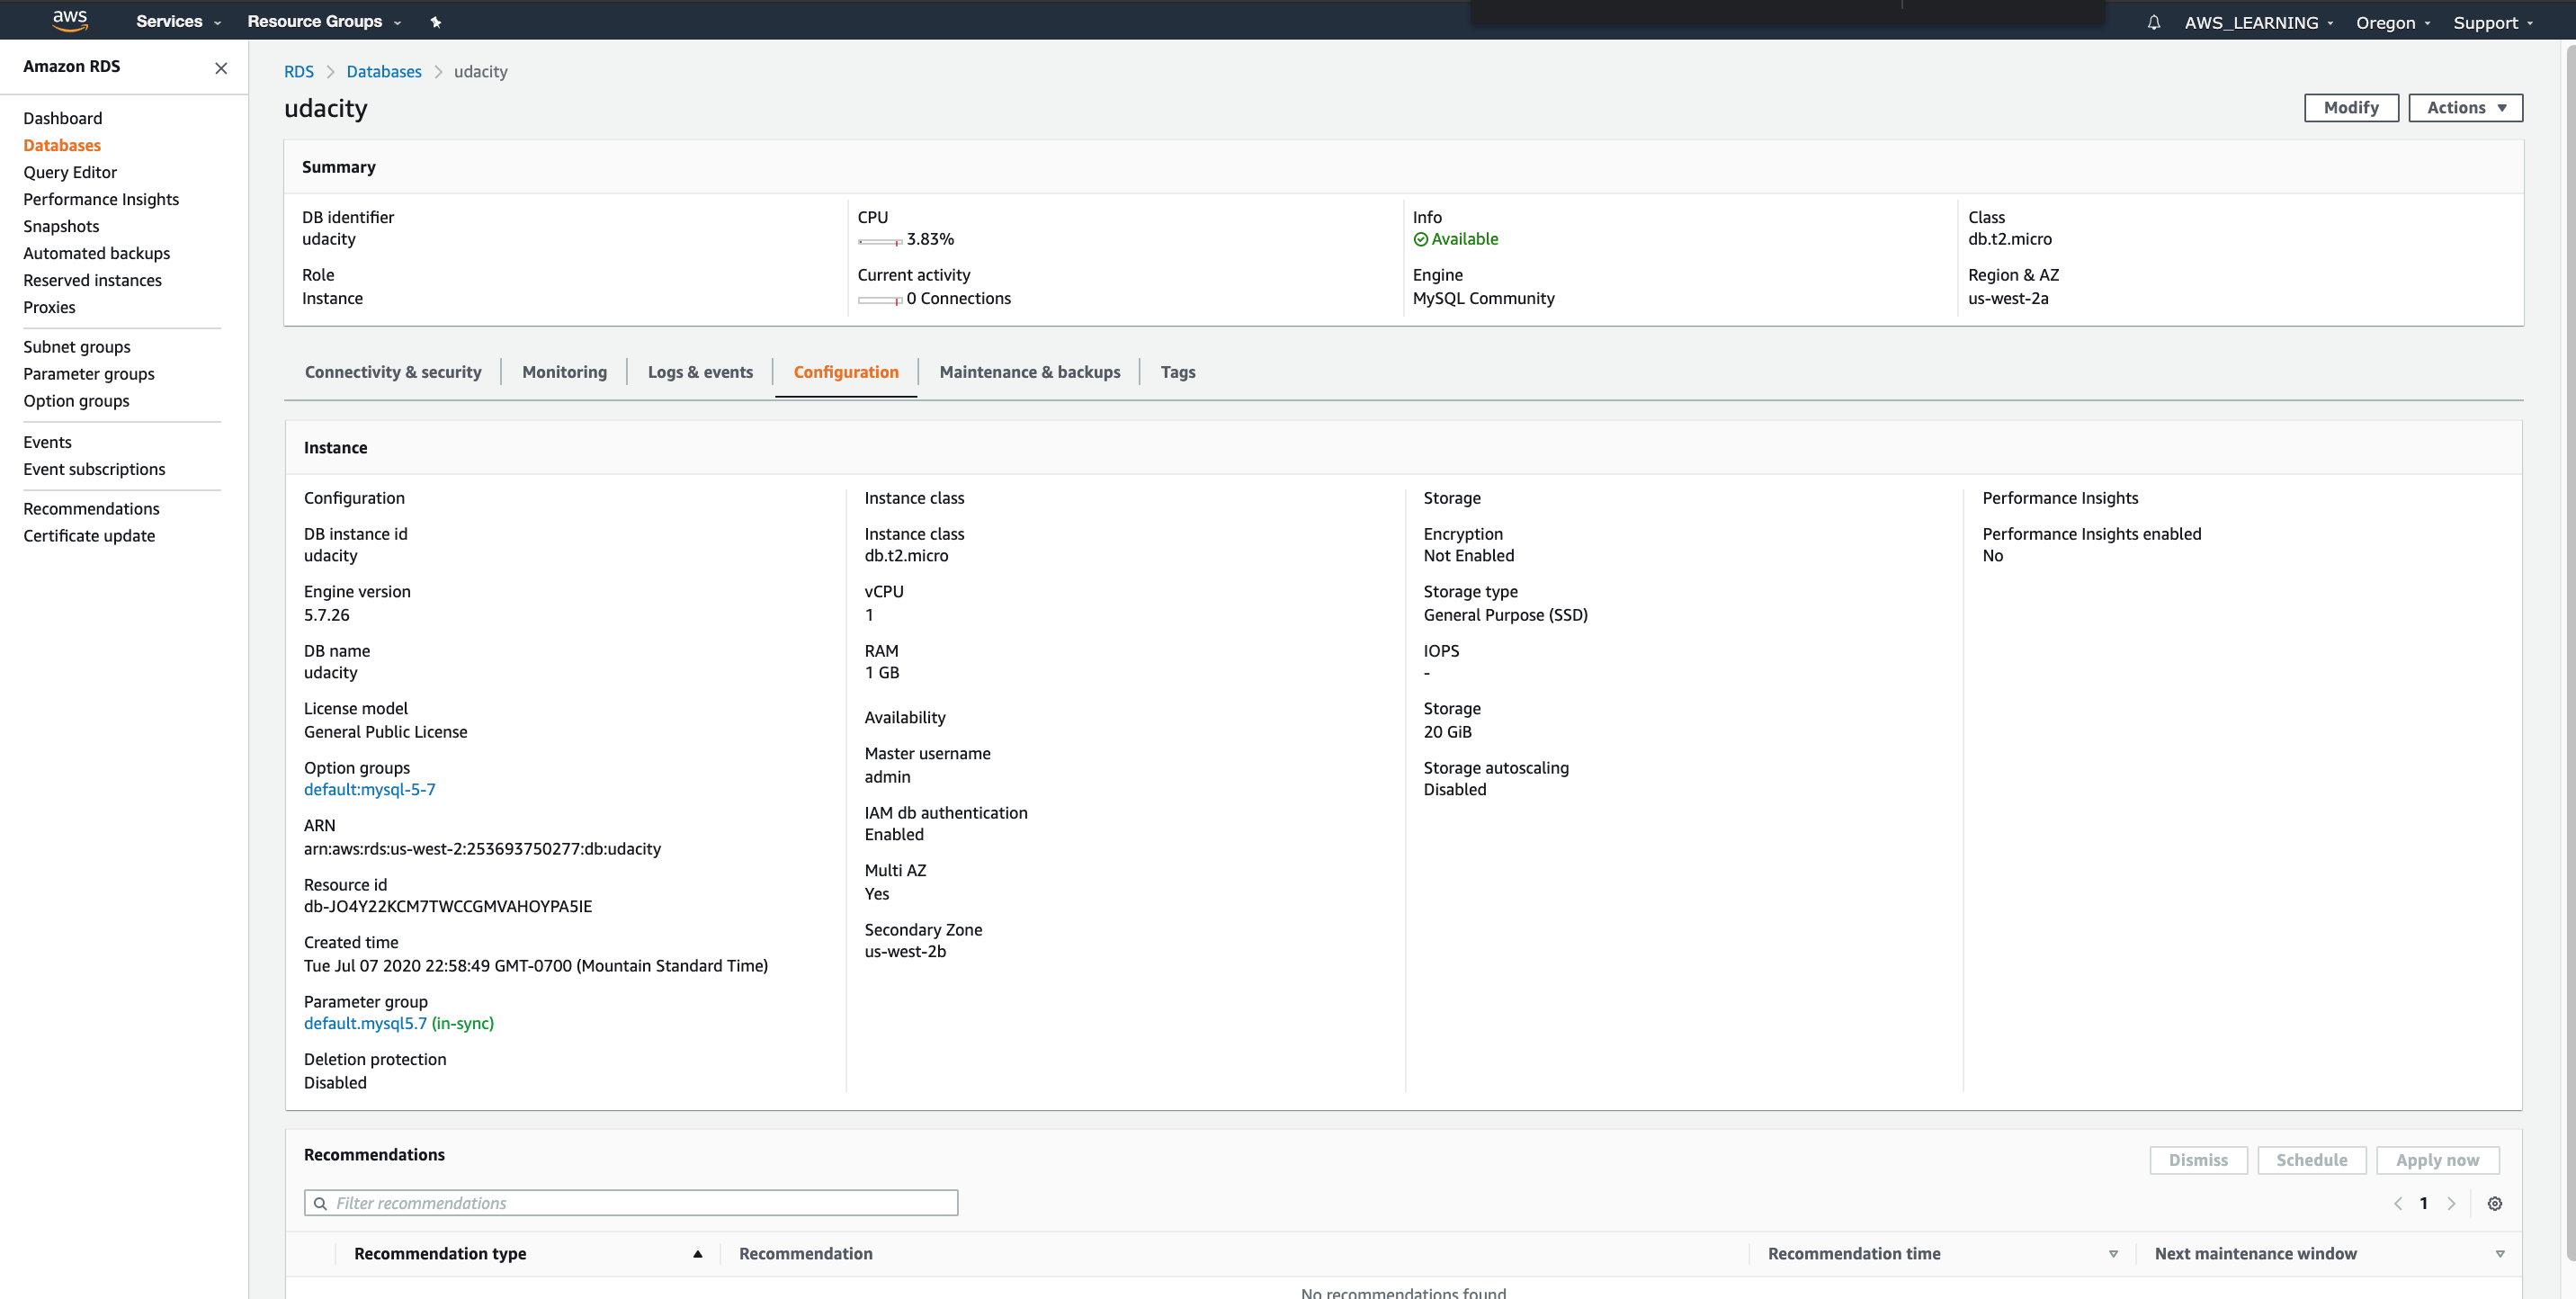 aws Services Resource Groups AWS_LEARNING Oregon Support
Amazon RDS
Dashboard
Databases
Query Editor
Performance Insights
Snapshots
Automated backups
Reserved instances
Proxies
Subnet groups
Parameter groups
Option groups
Events
Event subscriptions
Recommendations
Certificate update
RDS > Databases > udacity
udacity
Modify Actions
Summary
DB identifier
udacity
Role
Instance
CPU
3.83%
Current activity
0 Connections
Info
Available
Engine
MySQL Community
Class
db.t2.micro
Region & AZ
us-west-2a
Connectivity & security Monitoring Logs & events Configuration Maintenance & backups Tags
Instance
Configuration
DB instance id
udacity
Engine version
5.7.26
DB name
udacity
License model
General Public License
Option groups
default:mysql-5-7
ARN
arn:aws:rds:us-west-2:253693750277:db:udacity
Resource id
db-JO4Y22KCM7TWCCGMVAHOYPA5IE
Created time
Tue Jul 07 2020 22:58:49 GMT-0700 (Mountain Standard Time)
Parameter group
default.mysql5.7 (in-sync)
Deletion protection
Disabled
Instance class
Instance class
db.t2.micro
vCPU
1
RAM
1 GB
Availability
Master username
admin
IAM db authentication
Enabled
Multi AZ
Yes
Secondary Zone
us-west-2b
Storage
Encryption
Not Enabled
Storage type
General Purpose (SSD)
IOPS
-
Storage
20 GiB
Storage autoscaling
Disabled
Performance Insights
Performance Insights enabled
No
Recommendations
Dismiss Schedule Apply now
Filter recommendations
1
Recommendation type Recommendation Recommendation time Next maintenance window
No recommendations found